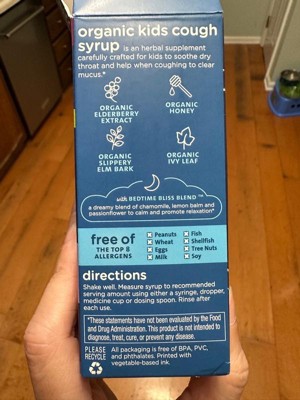 organic kids cough
syrup is an herbal supplement
carefully crafted for kids to soothe dry
throat and help when coughing to clear
mucus.*
ORGANIC
ELDERBERRY
EXTRACT
ORGANIC
HONEY
ORGANIC
SLIPPERY
ELM BARK
ORGANIC
IVY LEAF
with BEDTIME BLISS BLEND™
a dreamy blend of chamomile, lemon balm and
passionflower to calm and promote relaxation*
free of
THE TOP 8
ALLERGENS
Peanuts
Wheat
Eggs
Milk
Fish
Shellfish
Tree Nuts
Soy
directions
Shake well. Measure syrup to recommended
serving amount using either a syringe, dropper,
medicine cup or dosing spoon. Rinse after
each use.
*These statements have not been evaluated by the Food
and Drug Administration. This product is not intended to
diagnose, treat, cure, or prevent any disease.
PLEASE
RECYCLE
All packaging is free of BPA, PVC,
and phthalates. Printed with
vegetable-based ink.